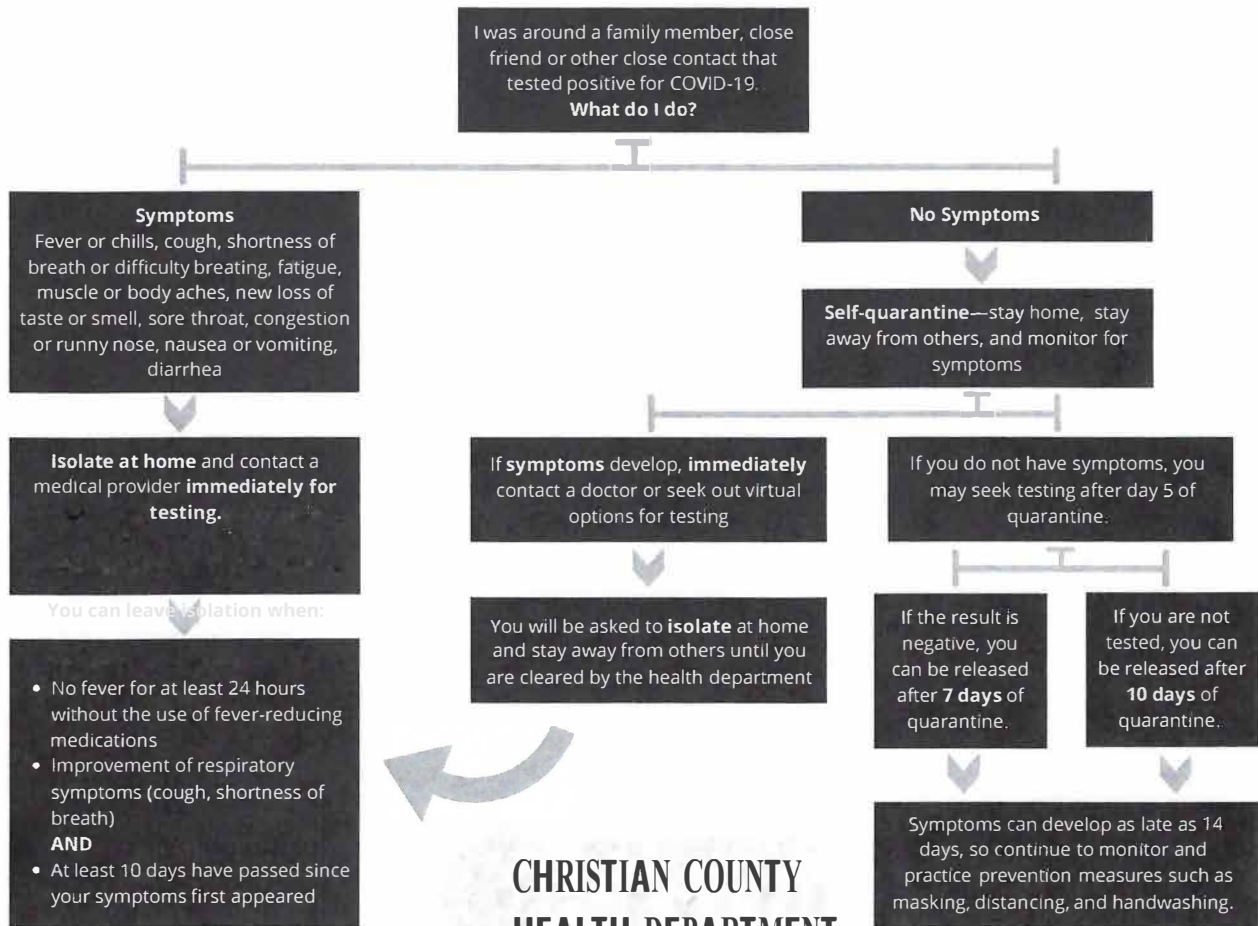 I was around a family member, close
friend or other close contact that
tested positive for COVID-19.
What do I do?
Symptoms
Fever or chills, cough, shortness of
breath or difficulty breating, fatigue,
muscle or body aches, new loss of
taste or smell, sore throat, congestion
or runny nose, nausea or vomiting,
diarrhea
Isolate at home and contact a
medical provider immediately for
testing.
You can leave isolation when:
• No fever for at least 24 hours
without the use of fever-reducing
medications
• Improvement of respiratory
symptoms (cough, shortness of
breath)
AND
• At least 10 days have passed since
your symptoms first appeared
No Symptoms
Self-quarantine—stay home, stay
away from others, and monitor for
symptoms
If symptoms develop, immediately
contact a doctor or seek out virtual
options for testing
You will be asked to isolate at home
and stay away from others until you
are cleared by the health department
If you do not have symptoms, you
may seek testing after day 5 of
quarantine.
If the result is
negative, you
can be released
after 7 days of
quarantine.
If you are not
tested, you can
be released after
10 days of
quarantine.
Symptoms can develop as late as 14
days, so continue to monitor and
practice prevention measures such as
masking, distancing, and handwashing.
CHRISTIAN COUNTY
HEALTH DEPARTMENT